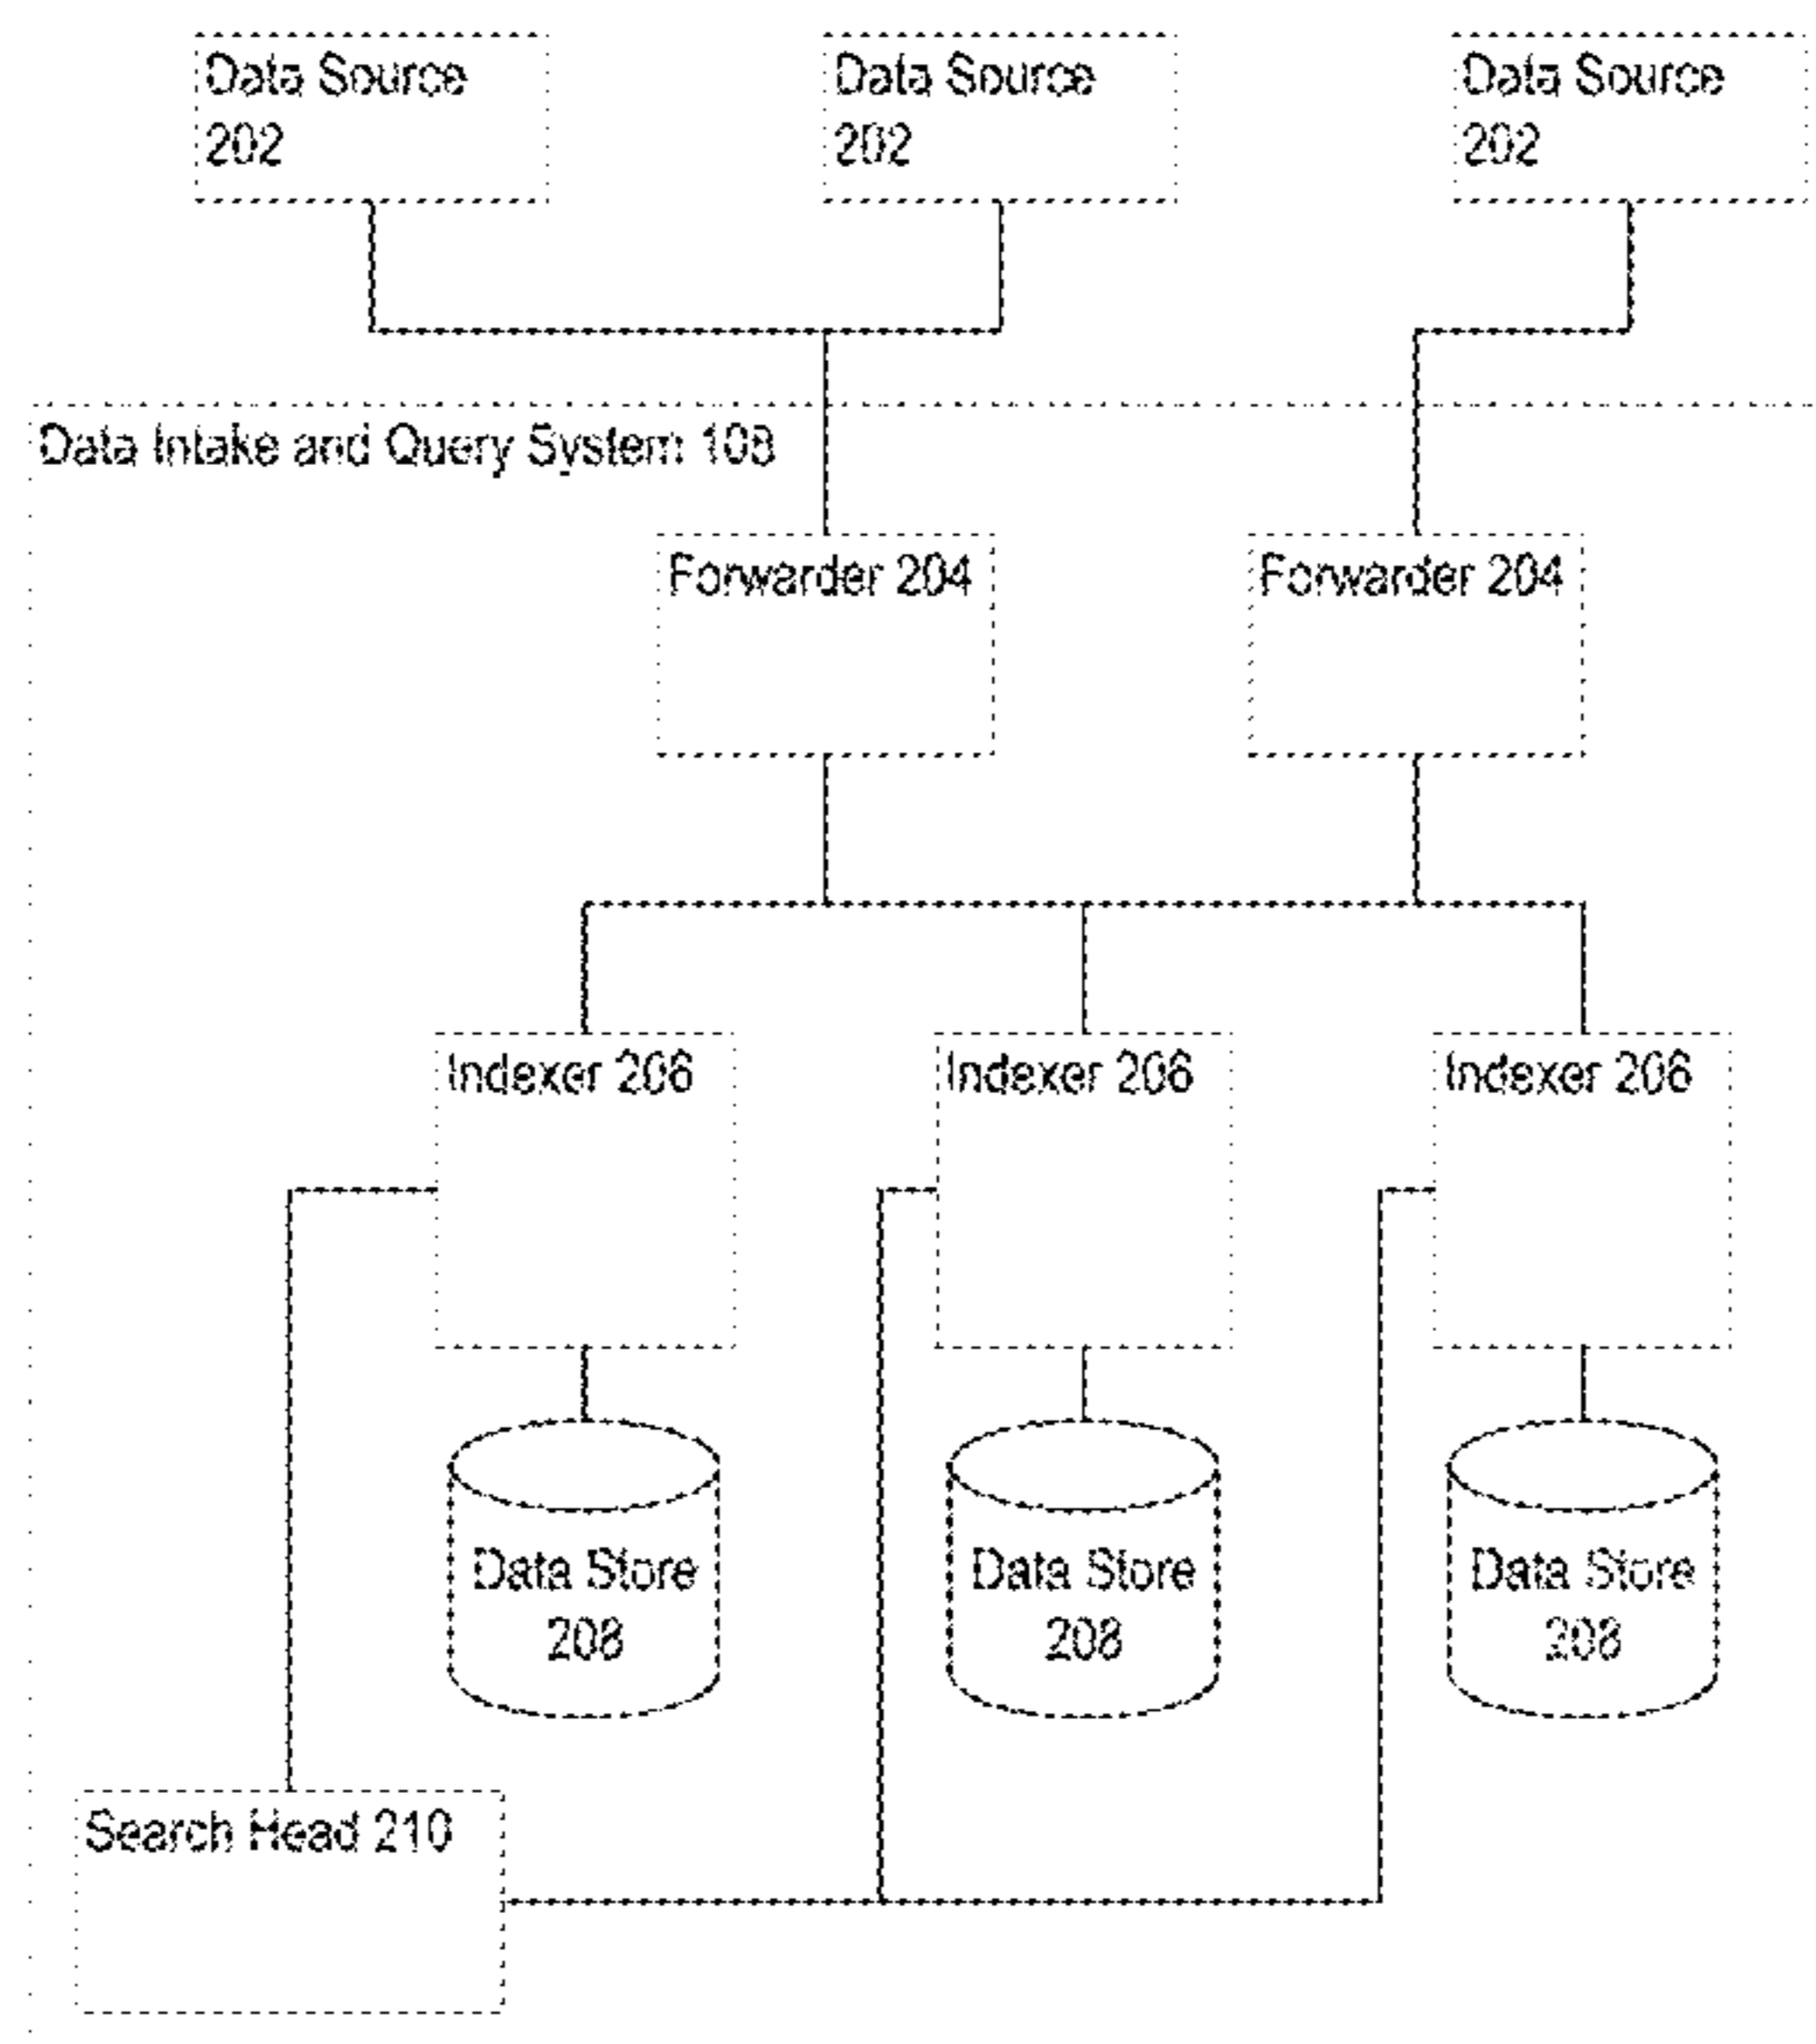 Data Source
202
Data Source
202
Data Source
202
Data Intake and Query System 108
Forwarder 204
Forwarder 204
Indexer 206
Indexer 206
Indexer 206
Data Store
208
Data Store
208
Data Store
208
Search Head 210